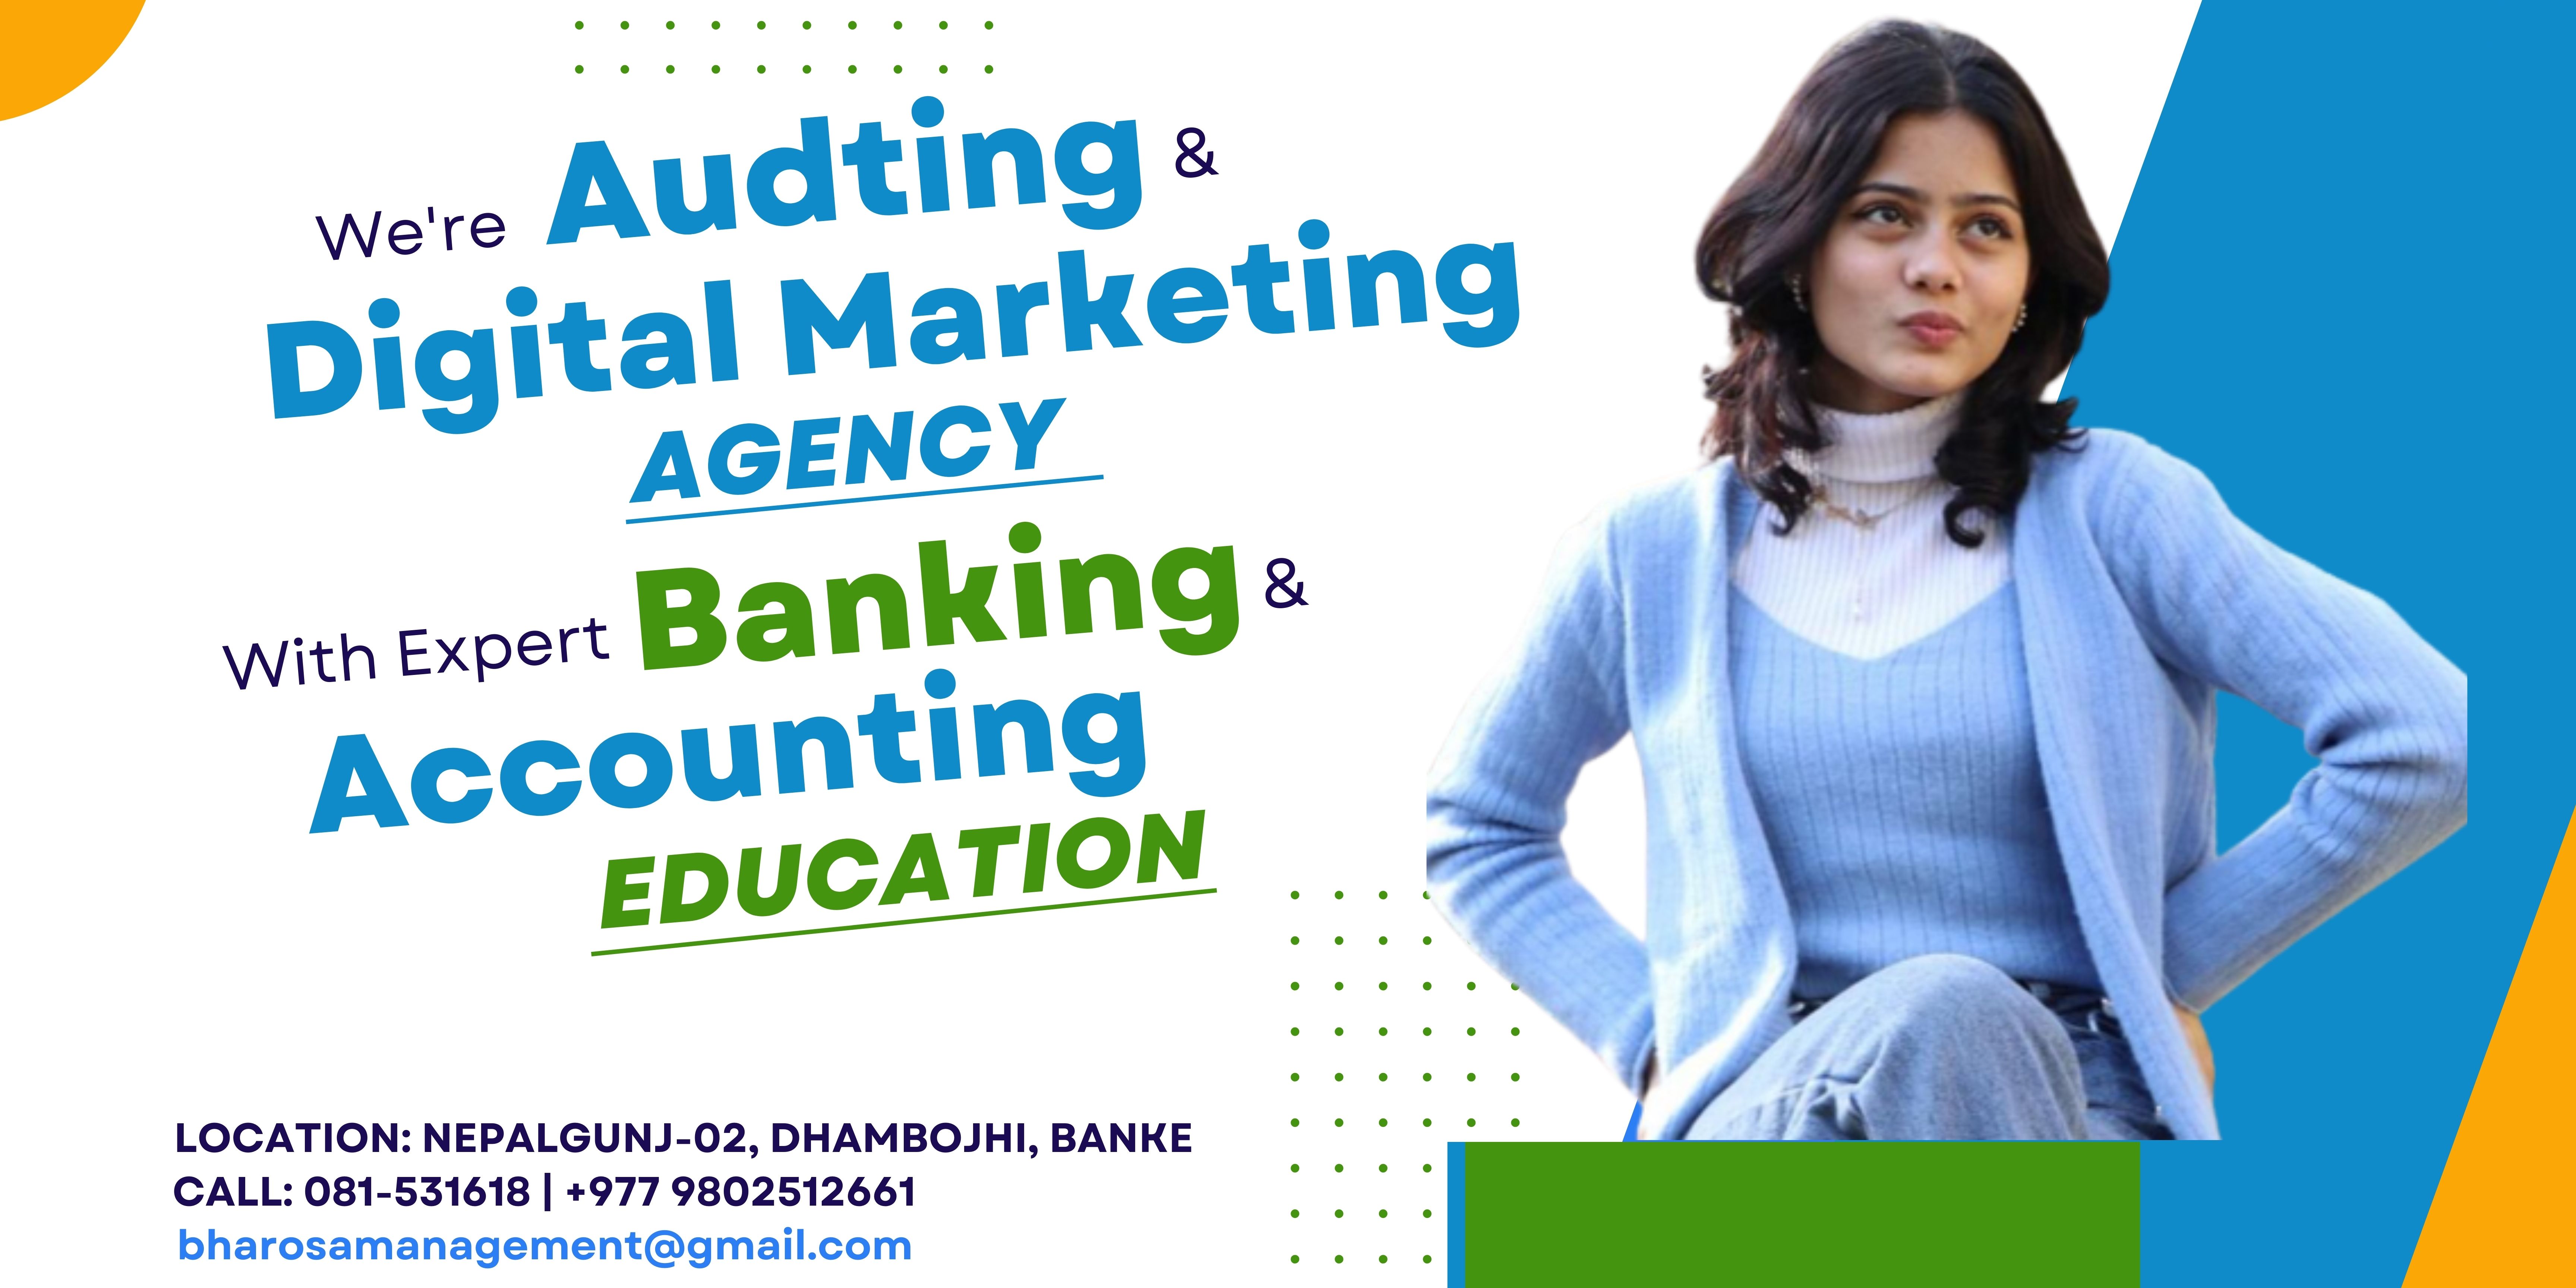 We're Audting &
Digital Marketing
AGENCY
With Expert Banking &
Accounting
EDUCATION
LOCATION: NEPALGUNJ-02, DHAMBOJHI, BANKE
CALL: 081-531618 | +977 9802512661
bharosamanagement@gmail.com